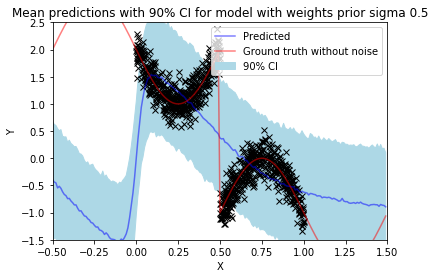 Mean predictions with 90% CI for model with weights prior sigma 0.5
Predicted
Ground truth without noise
90% CI
Y
2.5
2.0
1.5
1.0
0.5
0.0
-0.5
-1.0
-1.5
-0.50 -0.25 0.00 0.25 0.50 0.75 1.00 1.25 1.50
X